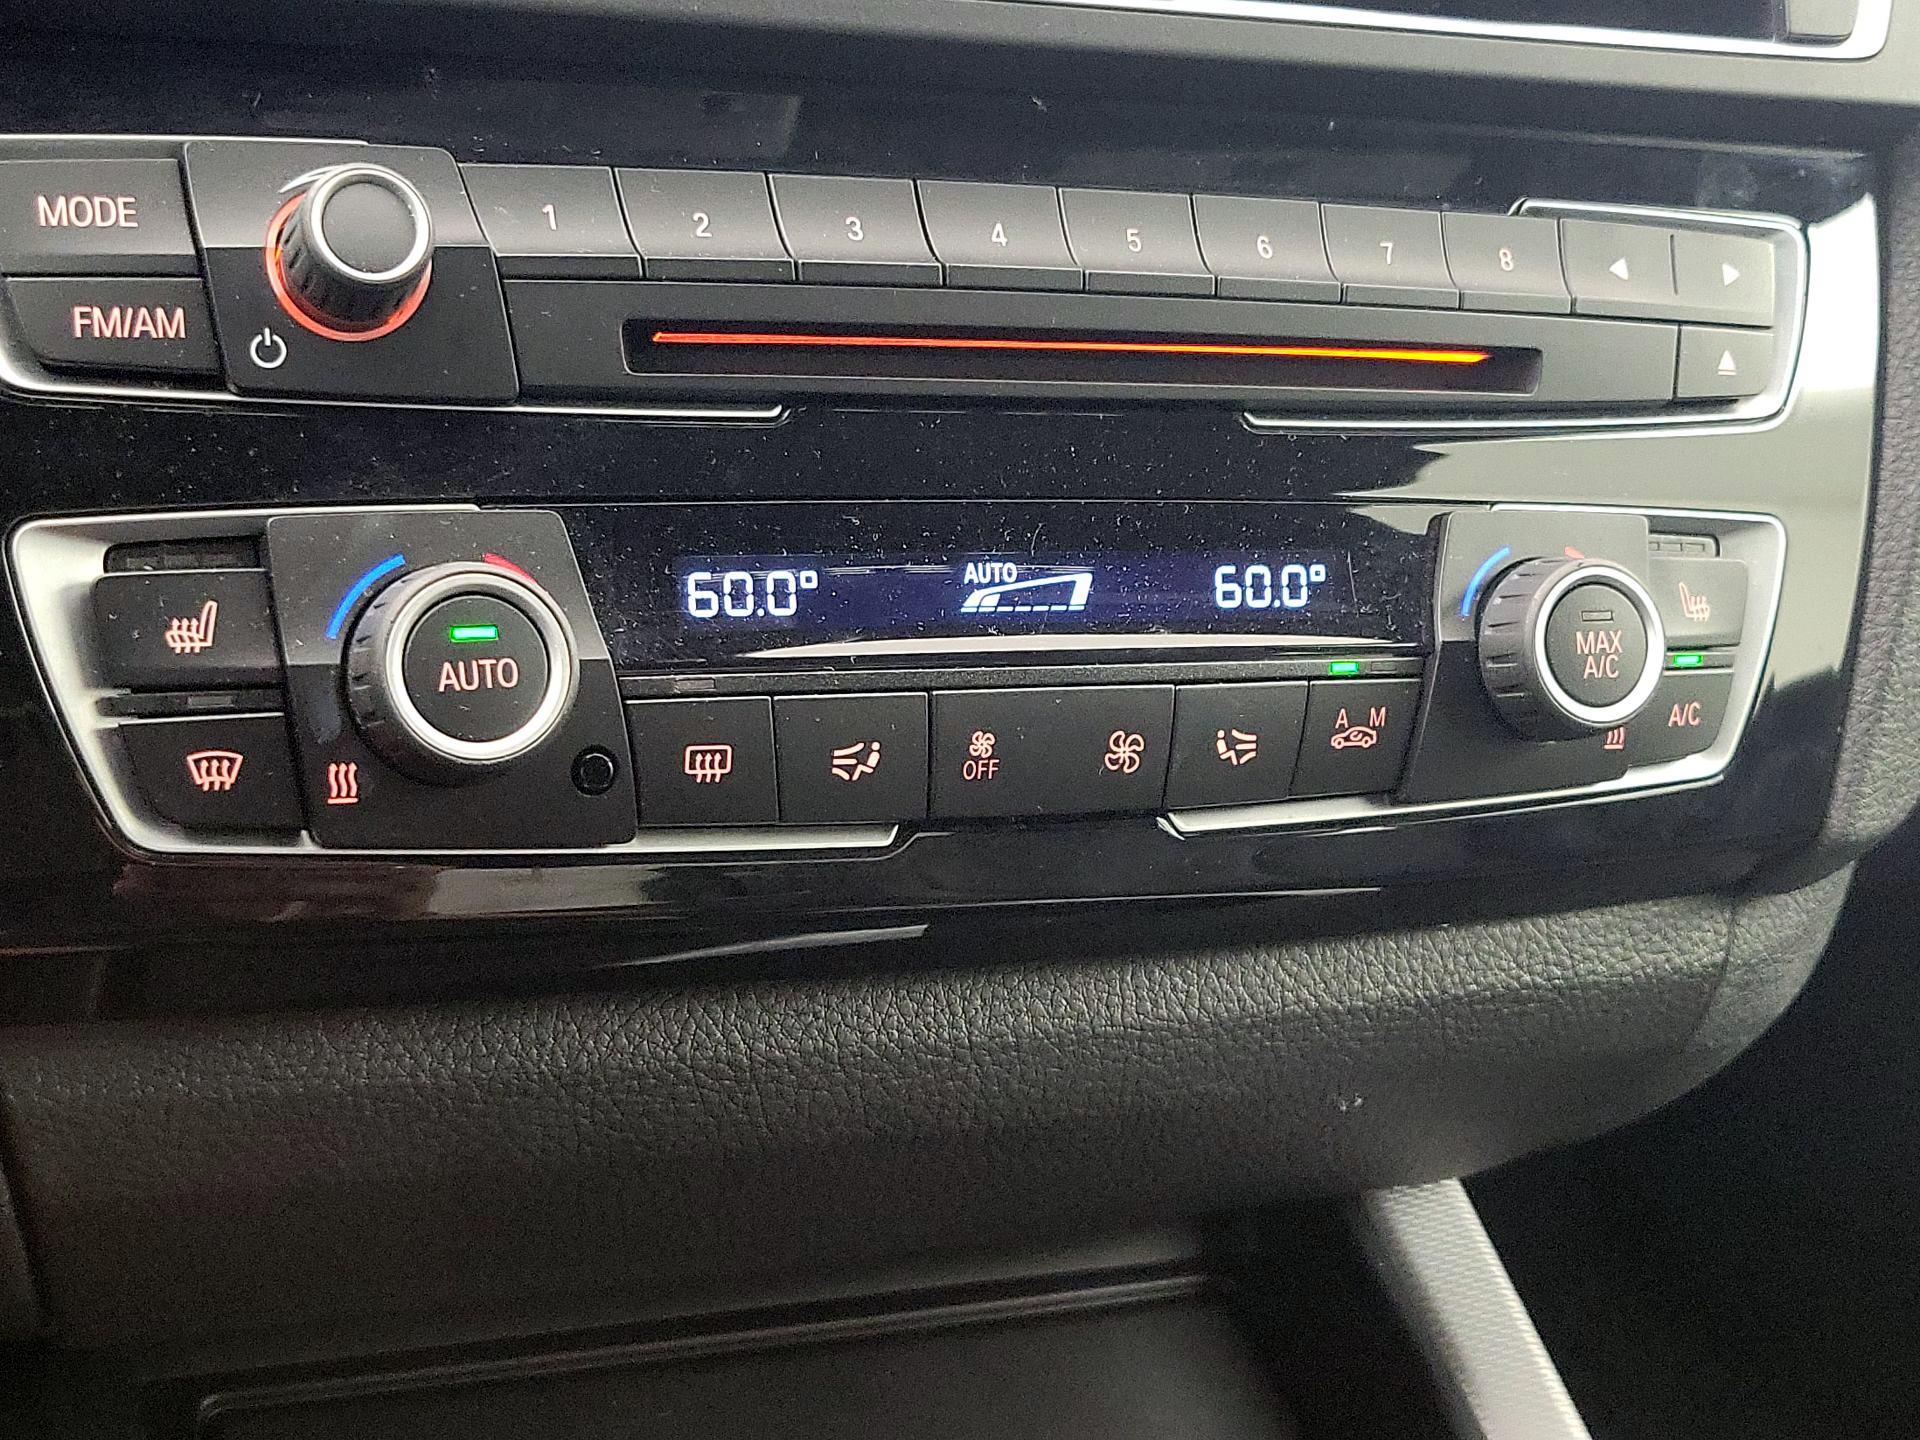 MODE
1 2 3 4 5 6 7 8
FM/AM
60.0°
AUTO
60.0°
AUTO
MAX
A/C
A M
A/C
OFF